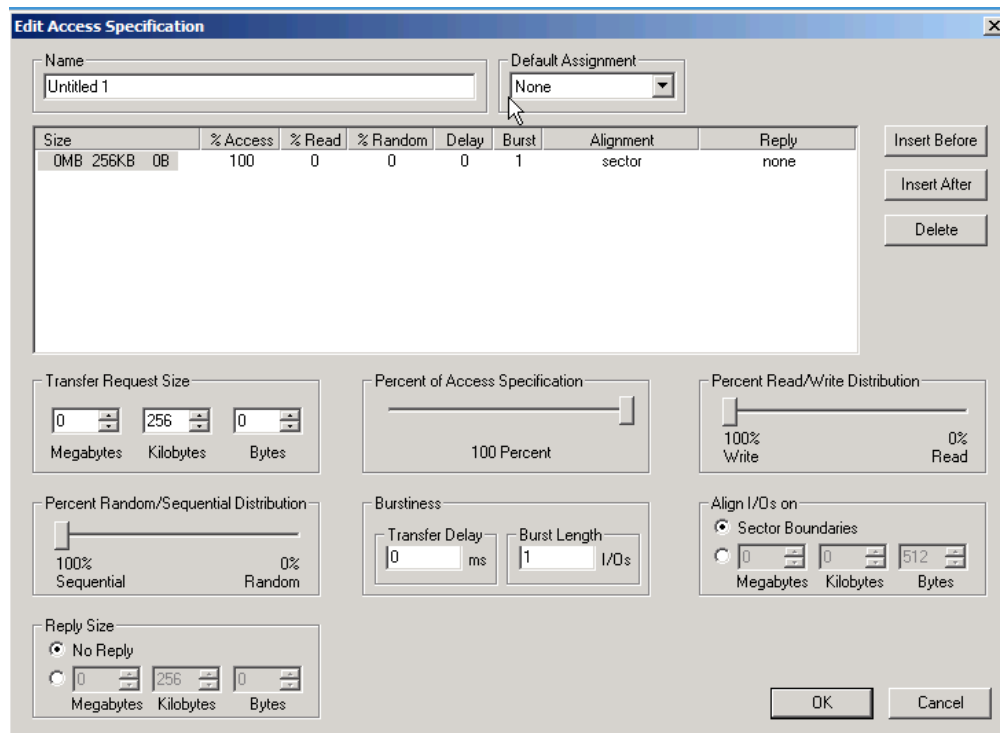 Edit Access Specification
Name
Default Assignment
Untitled 1
None
Size % Access % Read % Random Delay Burst Alignment Reply
0MB 256KB 0B 100 0 0 0 1 sector none
Insert Before
Insert After
Delete
Transfer Request Size
0 256 0
Megabytes Kilobytes Bytes
Percent of Access Specification
100 Percent
Percent Read/Write Distribution
100% 0%
Write Read
Percent Random/Sequential Distribution
100% 0%
Sequential Random
Burstiness
Transfer Delay Burst Length
0 ms 1 I/Os
Align I/Os on
Sector Boundaries
0 0 512
Megabytes Kilobytes Bytes
Reply Size
No Reply
0 256 0
Megabytes Kilobytes Bytes
OK Cancel